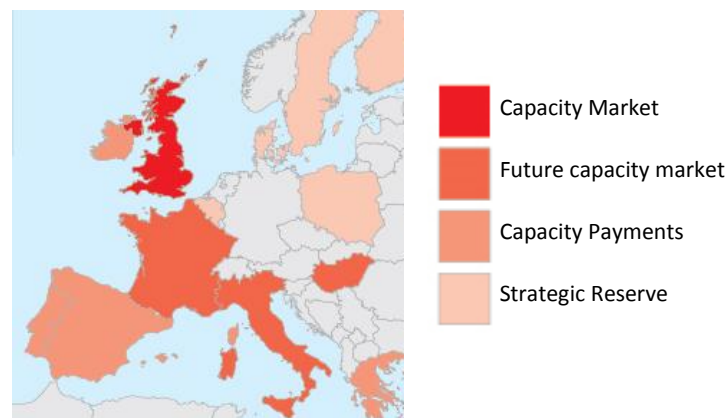 Capacity Market
Future capacity market
Capacity Payments
Strategic Reserve